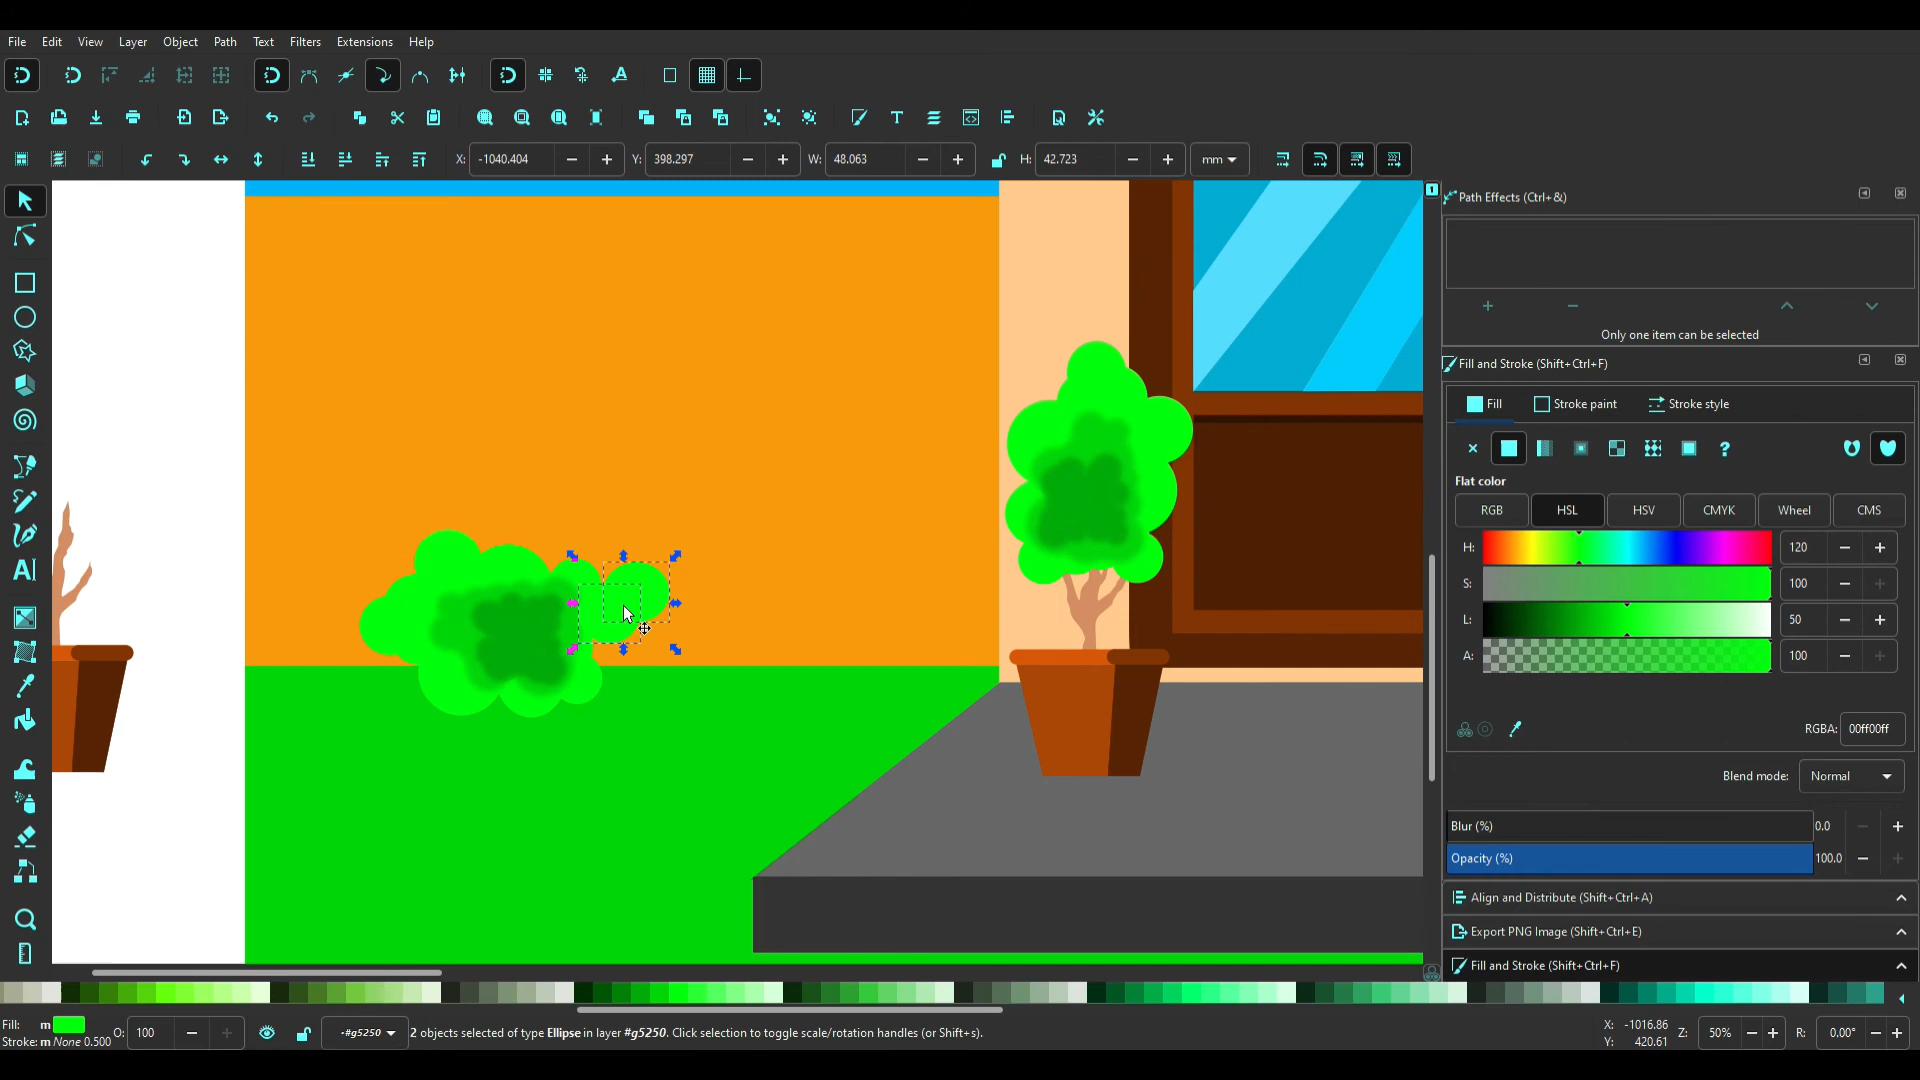 File Edit View Layer Object Path Text Filters Extensions Help
X: -1040.404 Y: 398.297 W: 48.063 H: 42.723 mm
1
Path Effects (Ctrl+&)
Only one item can be selected
Fill and Stroke (Shift+Ctrl+F)
Fill Stroke paint Stroke style
Flat color
RGB HSL HSV CMYK Wheel CMS
H: 120
S: 100
L: 50
A: 100
RGBA: 00ff00ff
Blend mode: Normal
Blur (%) 0.0
Opacity (%) 100.0
Align and Distribute (Shift+Ctrl+A)
Export PNG Image (Shift+Ctrl+E)
Fill and Stroke (Shift+Ctrl+F)
Fill: m
Stroke: m None 0.500
O: 100
-#g5250
2 objects selected of type Ellipse in layer #g5250. Click selection to toggle scale/rotation handles (or Shift+s).
X: -1016.86
Y: 420.61
Z: 50% R: 0.00°